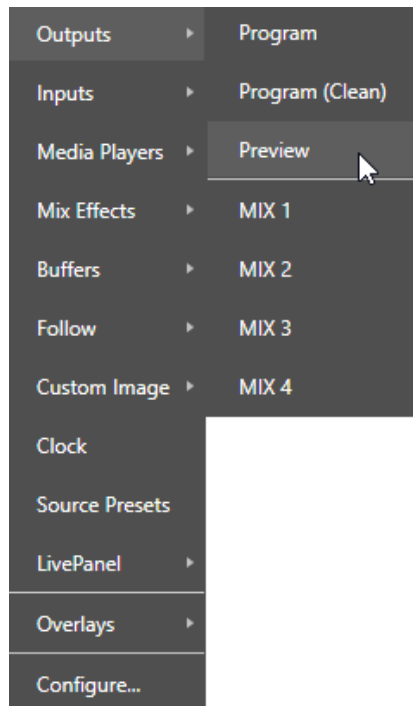 Outputs
Inputs
Media Players
Mix Effects
Buffers
Follow
Custom Image
Clock
Source Presets
LivePanel
Overlays
Configure...
Program
Program (Clean)
Preview
MIX 1
MIX 2
MIX 3
MIX 4